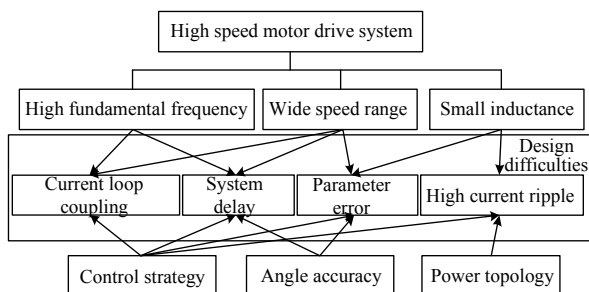 High speed motor drive system
High fundamental frequency
Wide speed range
Small inductance
Design
difficulties
Current loop
coupling
System
delay
Parameter
error
High current ripple
Control strategy
Angle accuracy
Power topology